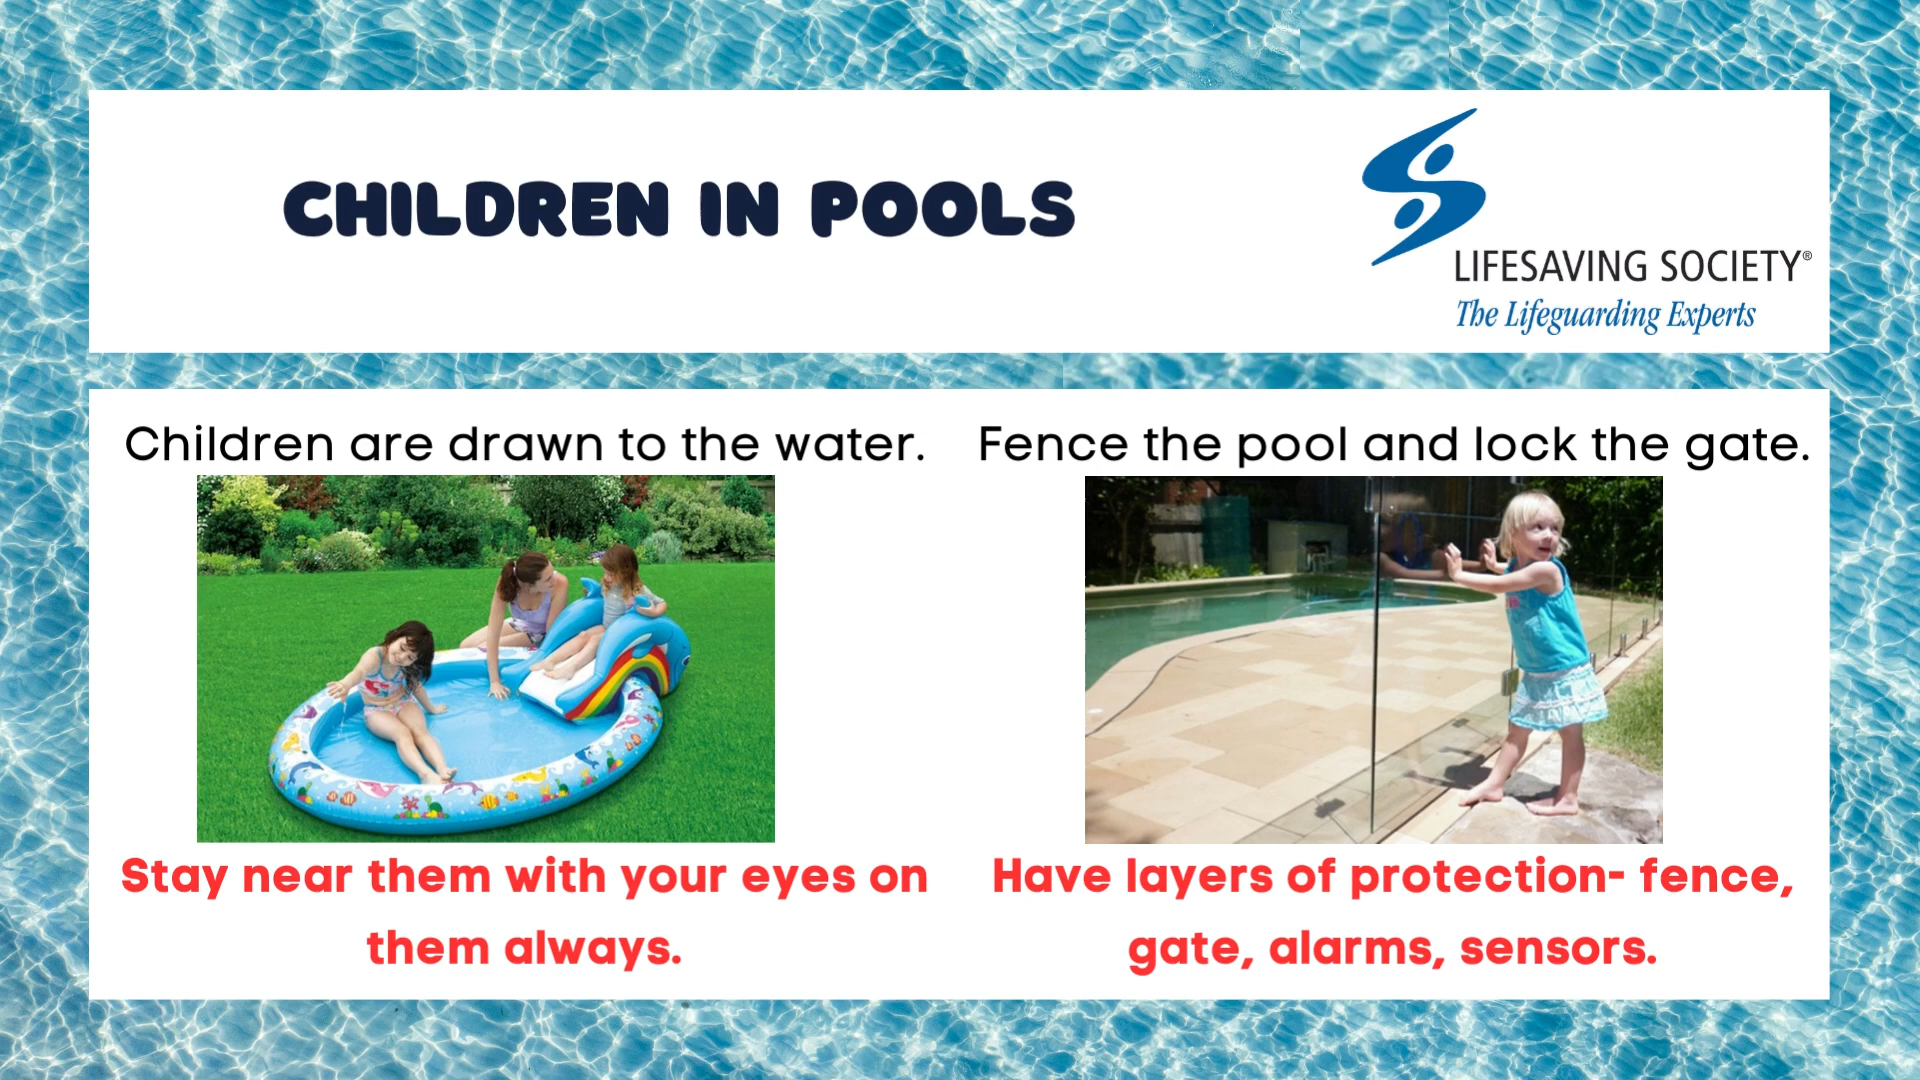 CHILDREN IN POOLS
LIFESAVING SOCIETY®
The Lifeguarding Experts
Children are drawn to the water.
Stay near them with your eyes on
them always.
Fence the pool and lock the gate.
Have layers of protection- fence,
gate, alarms, sensors.